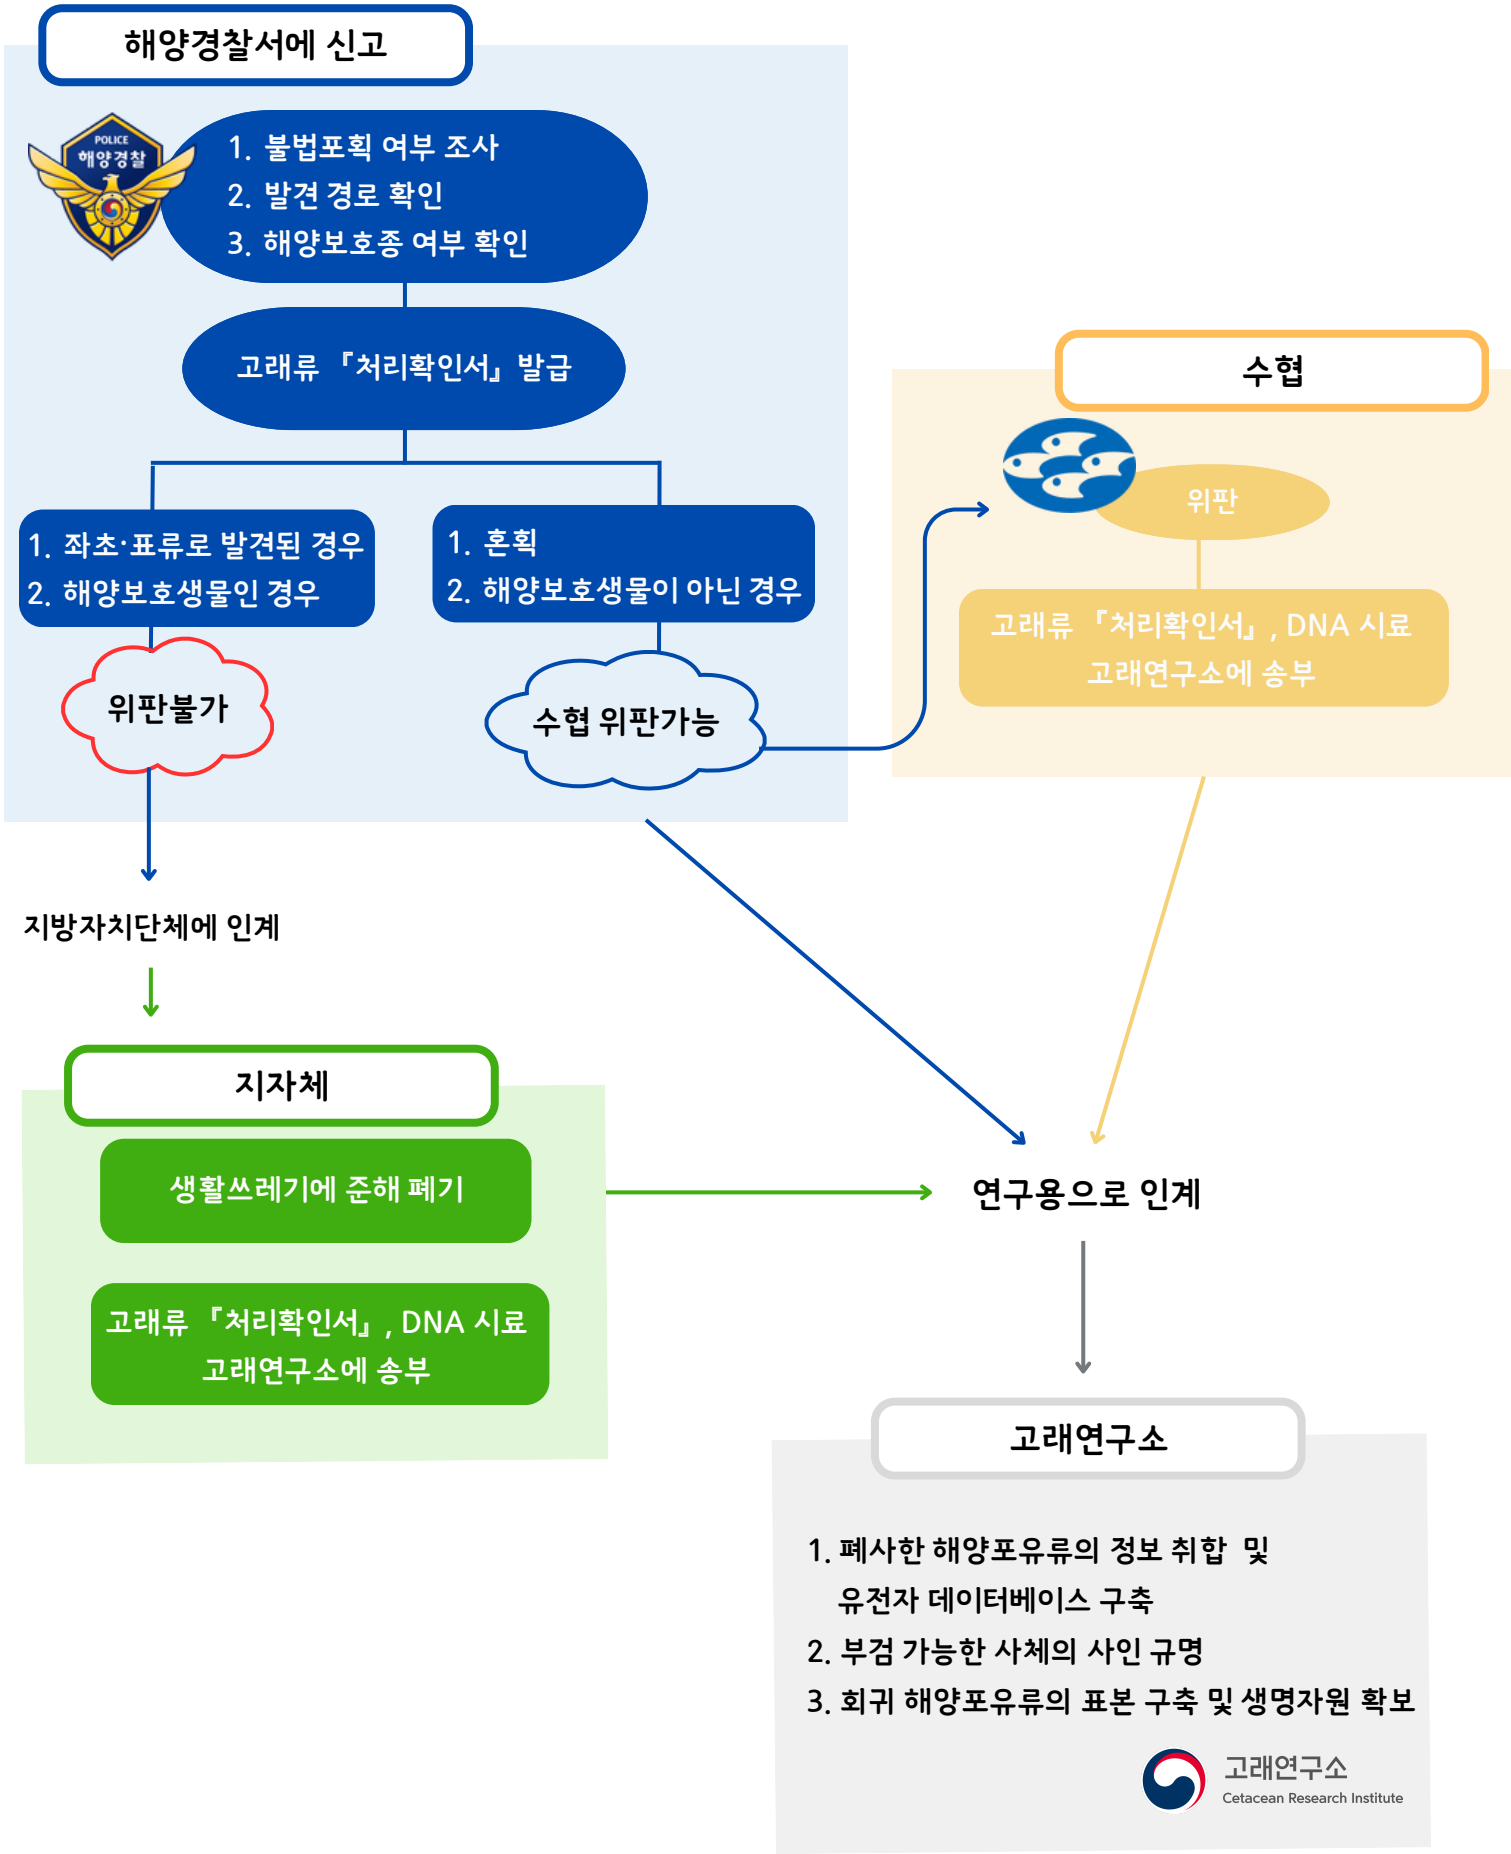 해양경찰서에 신고
POLICE
해양경찰
1. 불법포획 여부 조사
2. 발견 경로 확인
3. 해양보호종 여부 확인
고래류 『처리확인서』 발급
1. 좌초·표류로 발견된 경우
2. 해양보호생물인 경우
1. 혼획
2. 해양보호생물이 아닌 경우
위판불가
수협 위판가능
수협
위판
고래류 『처리확인서』, DNA 시료
고래연구소에 송부
지방자치단체에 인계
지자체
생활쓰레기에 준해 폐기
고래류 『처리확인서』, DNA 시료
고래연구소에 송부
연구용으로 인계
고래연구소
1. 폐사한 해양포유류의 정보 취합 및
유전자 데이터베이스 구축
2. 부검 가능한 사체의 사인 규명
3. 회귀 해양포유류의 표본 구축 및 생명자원 확보
고래연구소
Cetacean Research Institute